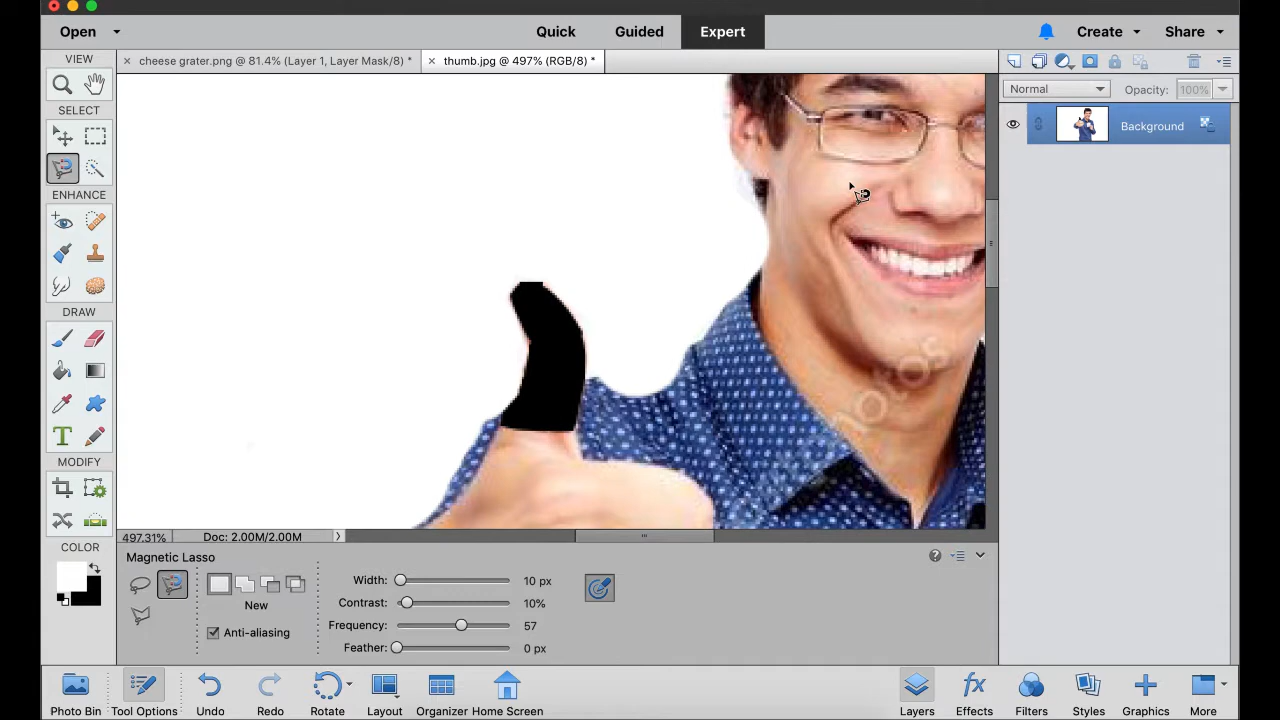 Open Quick Guided Expert Create Share
VIEW
cheese grater.png @ 81.4% (Layer 1, Layer Mask/8) *
thumb.jpg @ 497% (RGB/8) *
Normal Opacity: 100%
SELECT
Background
ENHANCE
DRAW
T
MODIFY
COLOR
497.31% Doc: 2.00M/2.00M
Magnetic Lasso
New
Anti-aliasing
Width: 10 px
Contrast: 10%
Frequency: 57
Feather: 0 px
hotos
fx
Photo Bin Tool Options Undo Redo Rotate Layout Organizer Home Screen Layers Effects Filters Styles Graphics More